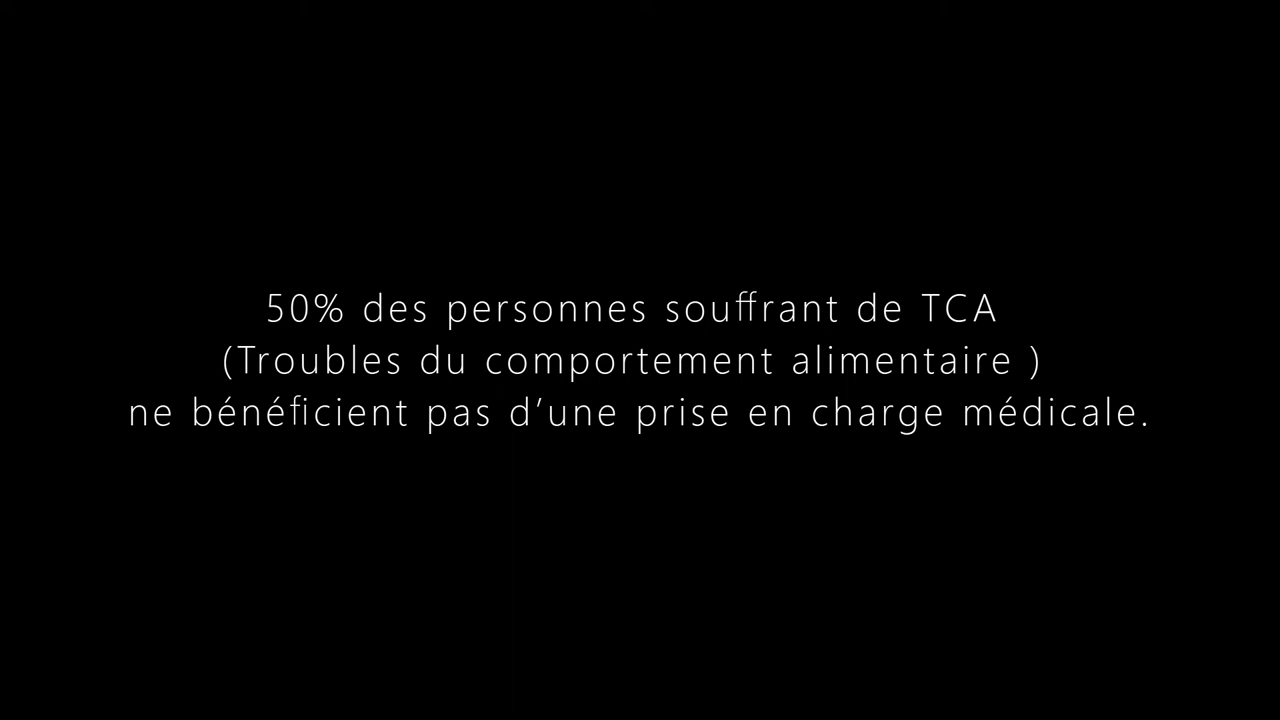 50% des personnes souffrant de TCA
(Troubles du comportement alimentaire )
ne bénéficient pas d’une prise en charge médicale.